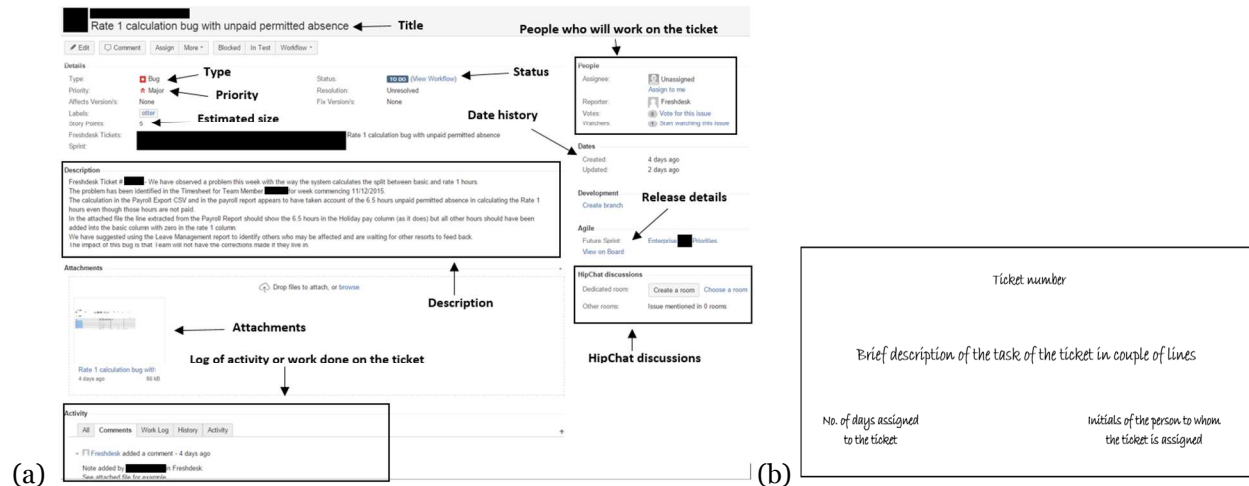 Rate 1 calculation bug with unpaid permitted absence
Title
People who will work on the ticket
Edit Comment Assign More Blocked In Test Workflow
Details
Type: Bug
Type
Status: TO DO (View Workflow)
Status
Priority: Major
Priority
Resolution: Unresolved
Affects Version/s: None
Fix Version/s: None
Labels: otter
Estimated size
Story Points: 5
Freshdesk Tickets: Rate 1 calculation bug with unpaid permitted absence
Sprint:
People
Assignee: Unassigned
Assign to me
Reporter: Freshdesk
Votes: 0 Vote for this issue
Watchers: 1 Start watching this issue
Date history
Dates
Created: 4 days ago
Updated: 2 days ago
Description
Freshdesk Ticket # - We have observed a problem this week with the way the system calculates the split between basic and rate 1 hours.
The problem has been identified in the Timesheet for Team Member for week commencing 11/12/2015.
The calculation in the Payroll Export CSV and in the payroll report appears to have taken account of the 6.5 hours unpaid permitted absence in calculating the Rate 1
hours even though those hours are not paid.
In the attached file the line extracted from the Payroll Report should show the 6.5 hours in the Holiday pay column (as it does) but all other hours should have been
added into the basic column with zero in the rate 1 column.
We have suggested using the Leave Management report to identify others who may be affected and are waiting for other resorts to feed back.
The impact of this bug is that Team will not have the corrections made if they live in.
Development
Create branch
Release details
Agile
Future Sprint: Enterprise Priorities
View on Board
Attachments
Drop files to attach, or browse
Description
Attachments
Rate 1 calculation bug with
4 days ago 86 kB
HipChat discussions
Dedicated room: Create a room Choose a room
Other rooms: Issue mentioned in 0 rooms
HipChat discussions
Log of activity or work done on the ticket
Activity
All Comments Work Log History Activity
Freshdesk added a comment - 4 days ago
Note added by in Freshdesk
See attached file for example
(a)
Ticket number
Brief description of the task of the ticket in couple of lines
No. of days assigned
to the ticket
Initials of the person to whom
the ticket is assigned
(b)